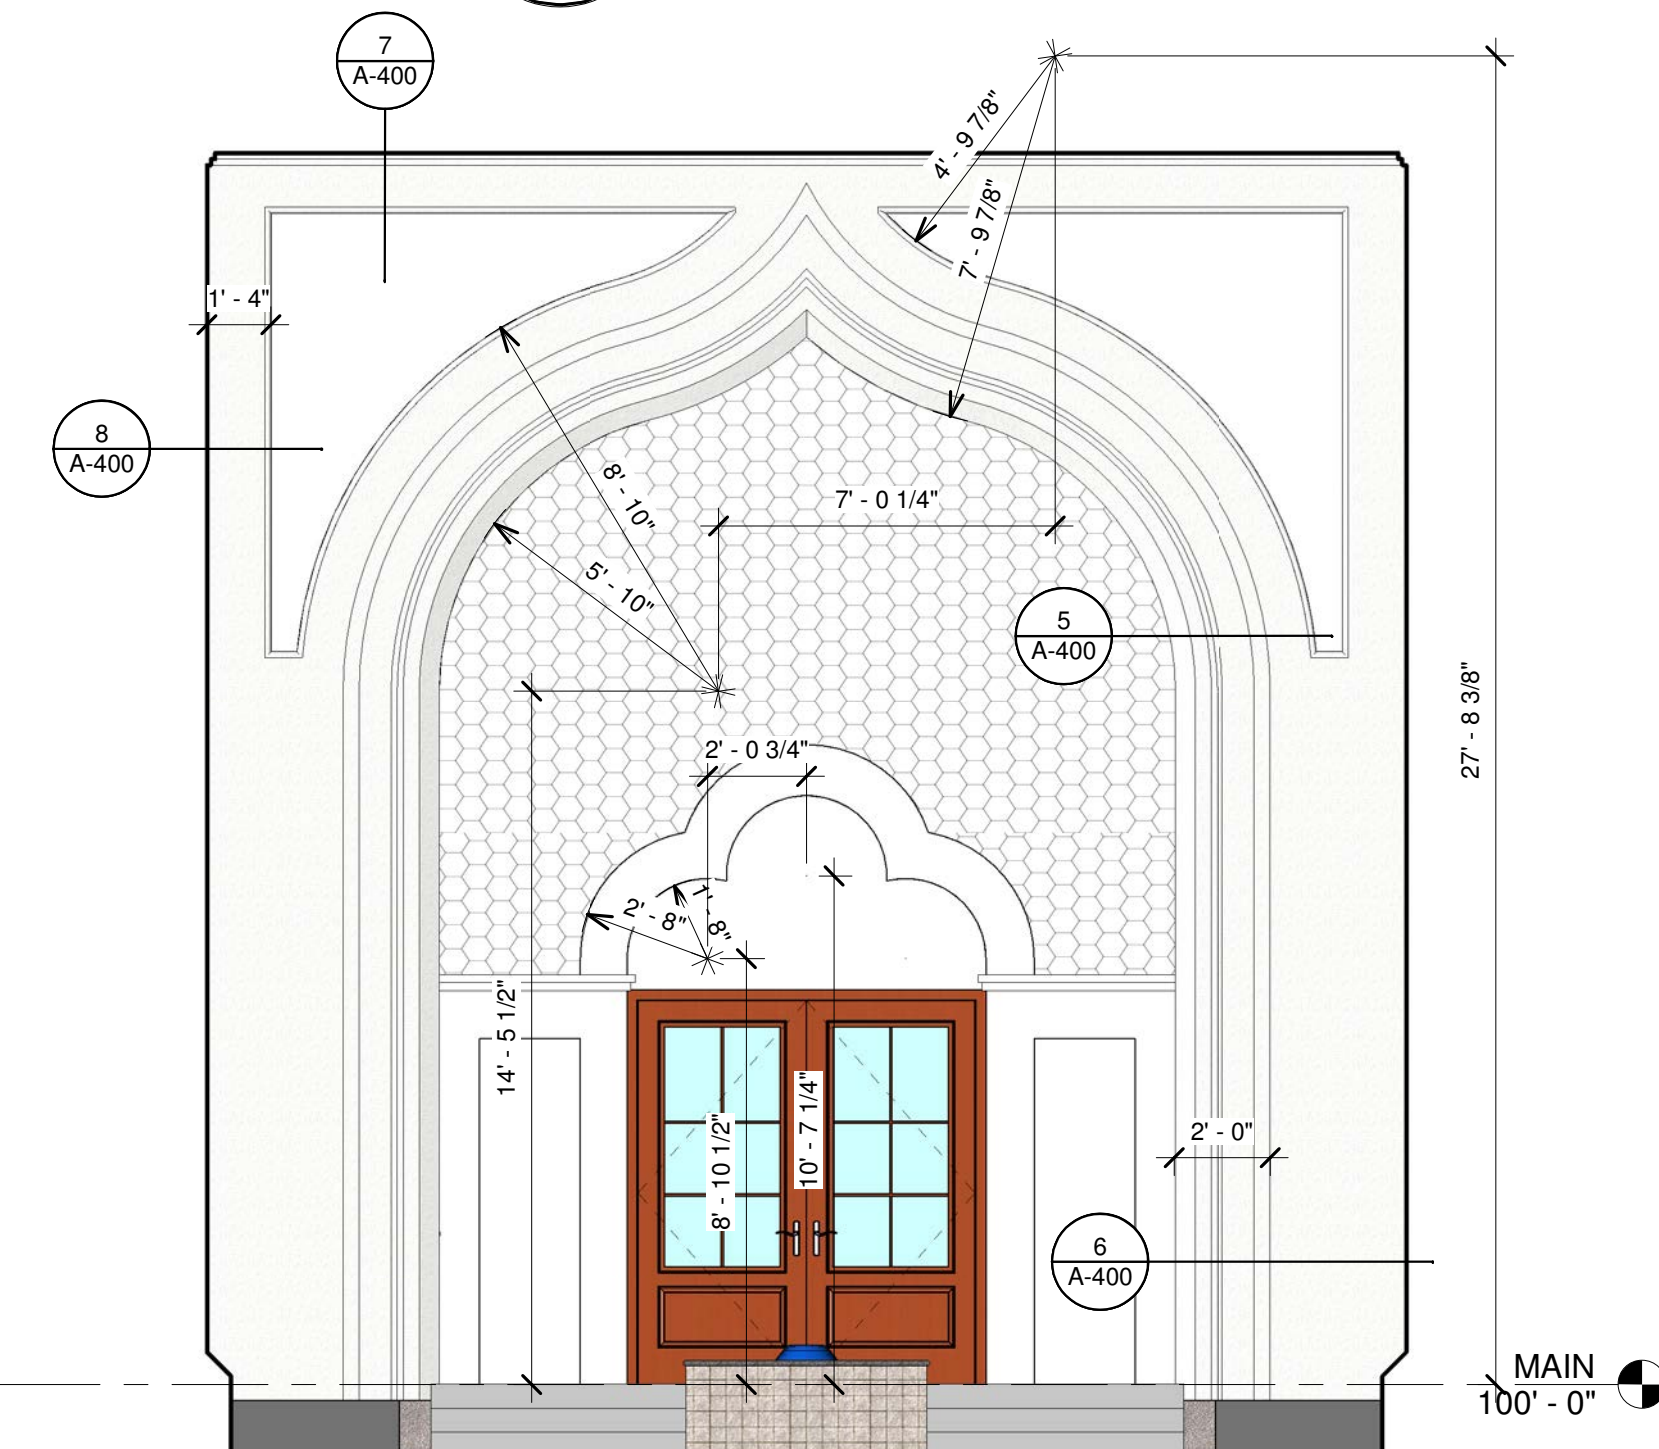 7
A-400
4' - 9 7/8"
7' - 9 7/8"
1' - 4"
8
A-400
8' - 10"
7' - 0 1/4"
5' - 10"
5
A-400
27' - 8 3/8"
2' - 0 3/4"
2' - 8"
1' - 8"
14' - 5 1/2"
8' - 10 1/2"
10' - 7 1/4"
2' - 0"
6
A-400
MAIN
100' - 0"